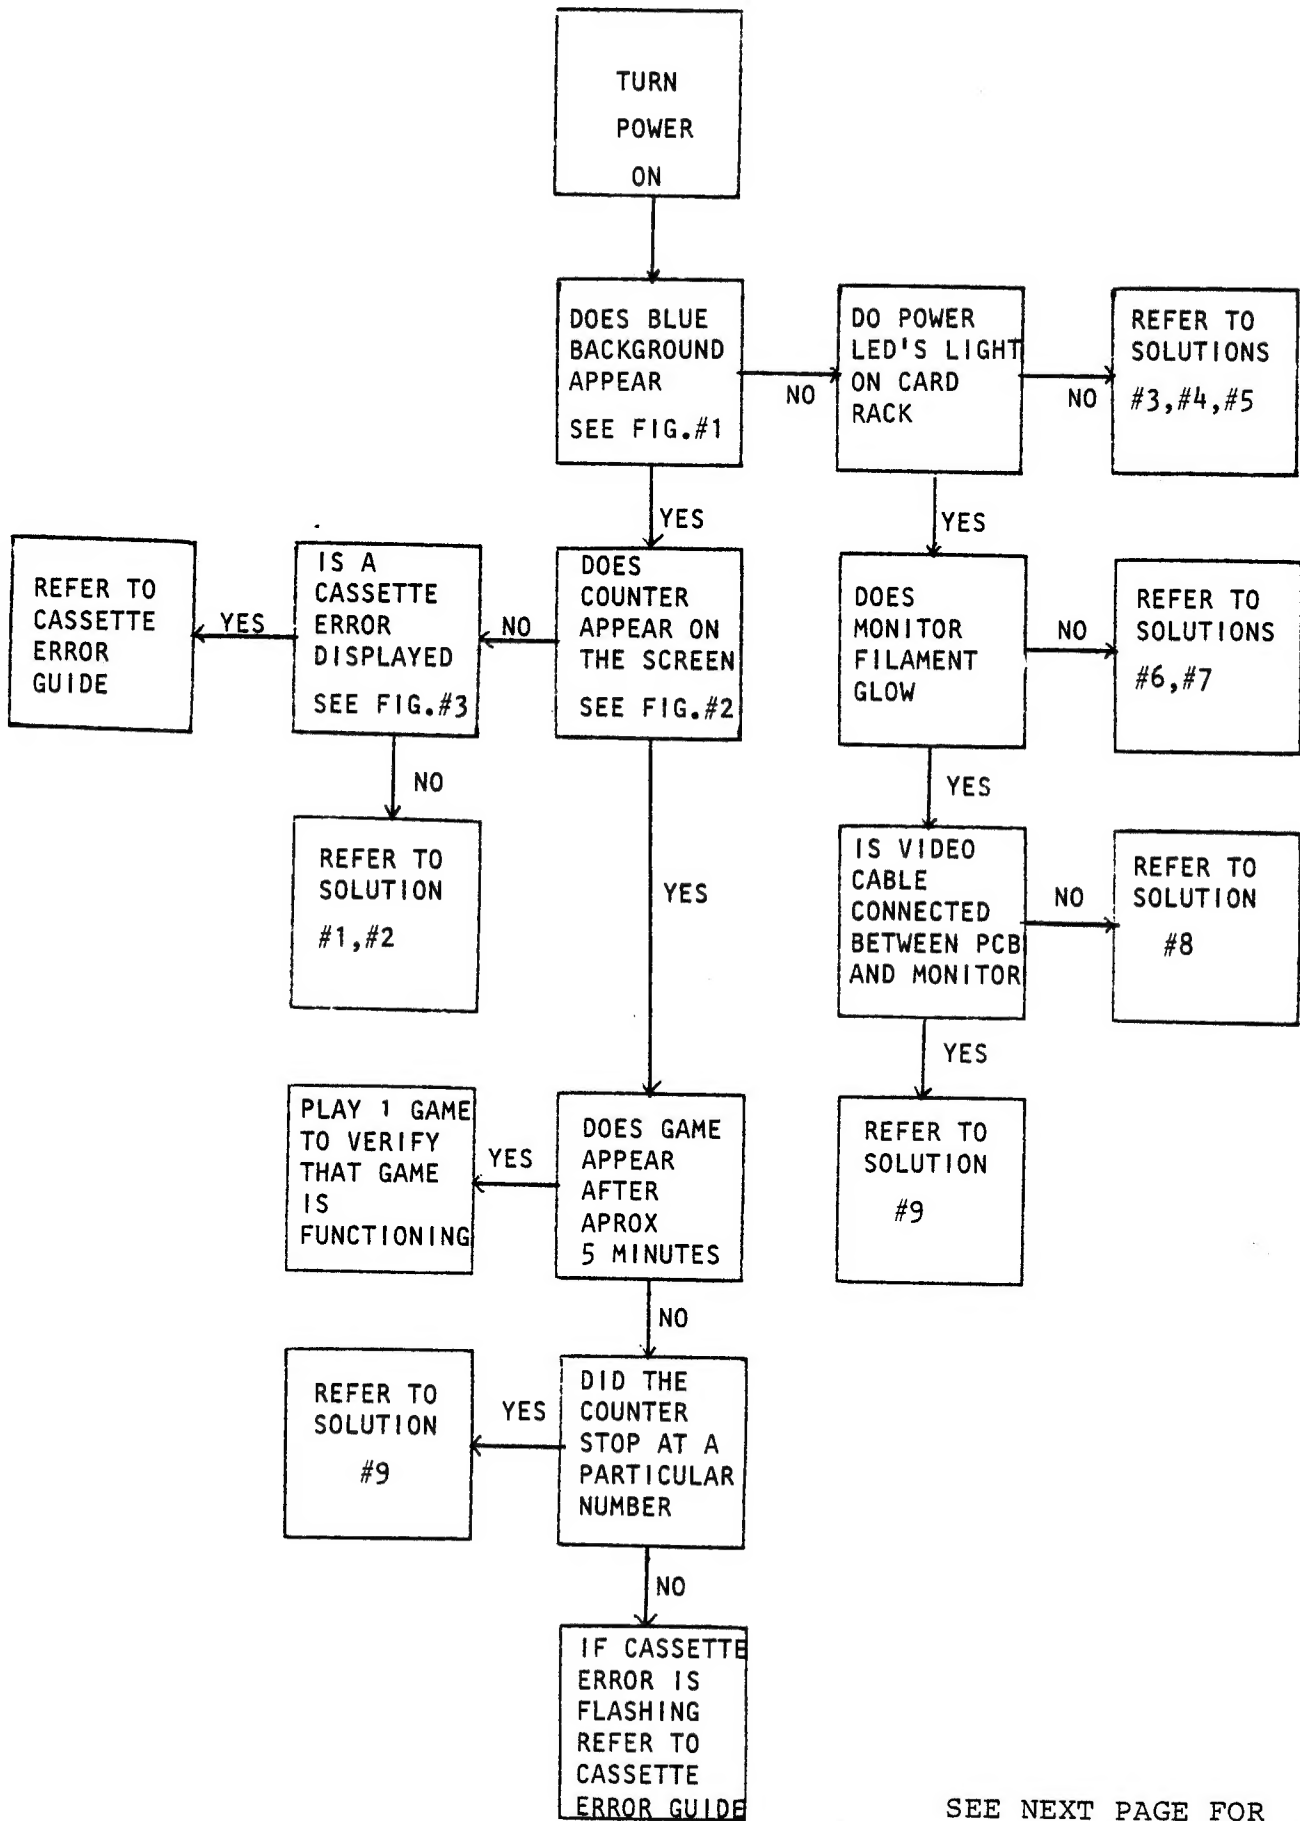 TURN
POWER
ON
DOES BLUE
BACKGROUND
APPEAR
SEE FIG.#1
NO
DO POWER
LED'S LIGHT
ON CARD
RACK
NO
REFER TO
SOLUTIONS
#3,#4,#5
YES
YES
REFER TO
CASSETTE
ERROR
GUIDE
YES
IS A
CASSETTE
ERROR
DISPLAYED
SEE FIG.#3
NO
DOES
COUNTER
APPEAR ON
THE SCREEN
SEE FIG.#2
DOES
MONITOR
FILAMENT
GLOW
NO
REFER TO
SOLUTIONS
#6,#7
NO
YES
YES
REFER TO
SOLUTION
#1,#2
IS VIDEO
CABLE
CONNECTED
BETWEEN PCB
AND MONITOR
NO
REFER TO
SOLUTION
#8
YES
PLAY 1 GAME
TO VERIFY
THAT GAME
IS
FUNCTIONING
YES
DOES GAME
APPEAR
AFTER
APROX
5 MINUTES
REFER TO
SOLUTION
#9
NO
REFER TO
SOLUTION
#9
YES
DID THE
COUNTER
STOP AT A
PARTICULAR
NUMBER
NO
IF CASSETTE
ERROR IS
FLASHING
REFER TO
CASSETTE
ERROR GUIDE
SEE NEXT PAGE FOR